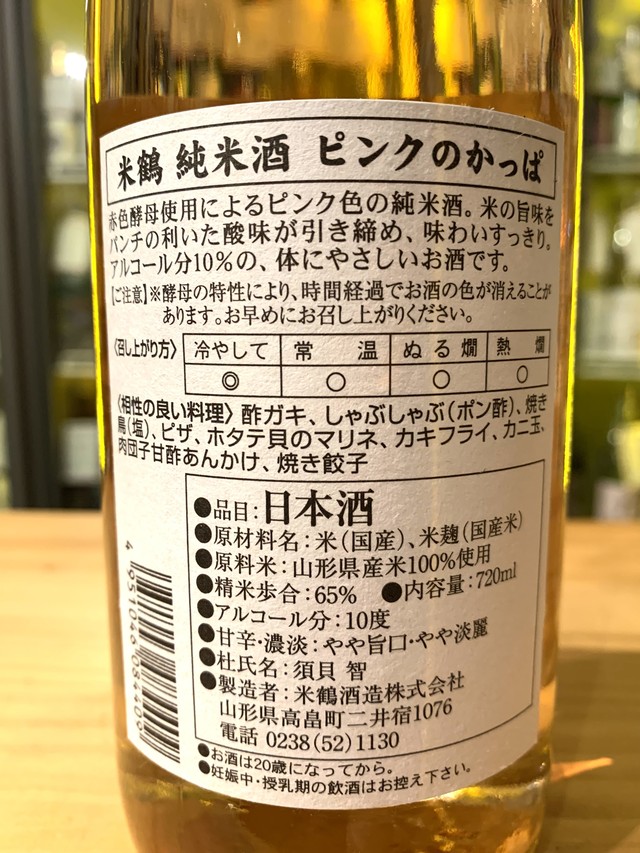 米鶴 純米酒 ピンクのかっぱ
赤色酵母使用によるピンク色の純米酒。米の旨味を
パンチの利いた酸味が引き締め、味わいすっきり。
アルコール分10%の、体にやさしいお酒です。
【ご注意】※酵母の特性により、時間経過でお酒の色が消えることが
あります。お早めにお召し上がりください。
〈召し上がり方〉 冷やして 常温 ぬる燗 熱燗
◎ ○ ○ ○
〈相性の良い料理〉酢ガキ、しゃぶしゃぶ(ポン酢)、焼き
鳥(塩)、ピザ、ホタテ貝のマリネ、カキフライ、カニ玉、
肉団子甘酢あんかけ、焼き餃子
●品目:日本酒
●原材料名:米(国産)、米麹(国産米)
●原料米:山形県産米100%使用
●精米歩合:65% ●内容量:720ml
●アルコール分:10度
●甘辛・濃淡:やや旨口・やや淡麗
●杜氏名:須貝 智
●製造者:米鶴酒造株式会社
山形県高畠町二井宿1076
電話 0238(52)1130
4 951046 084409
●お酒は20歳になってから。
●妊娠中・授乳期の飲酒はお控え下さい。